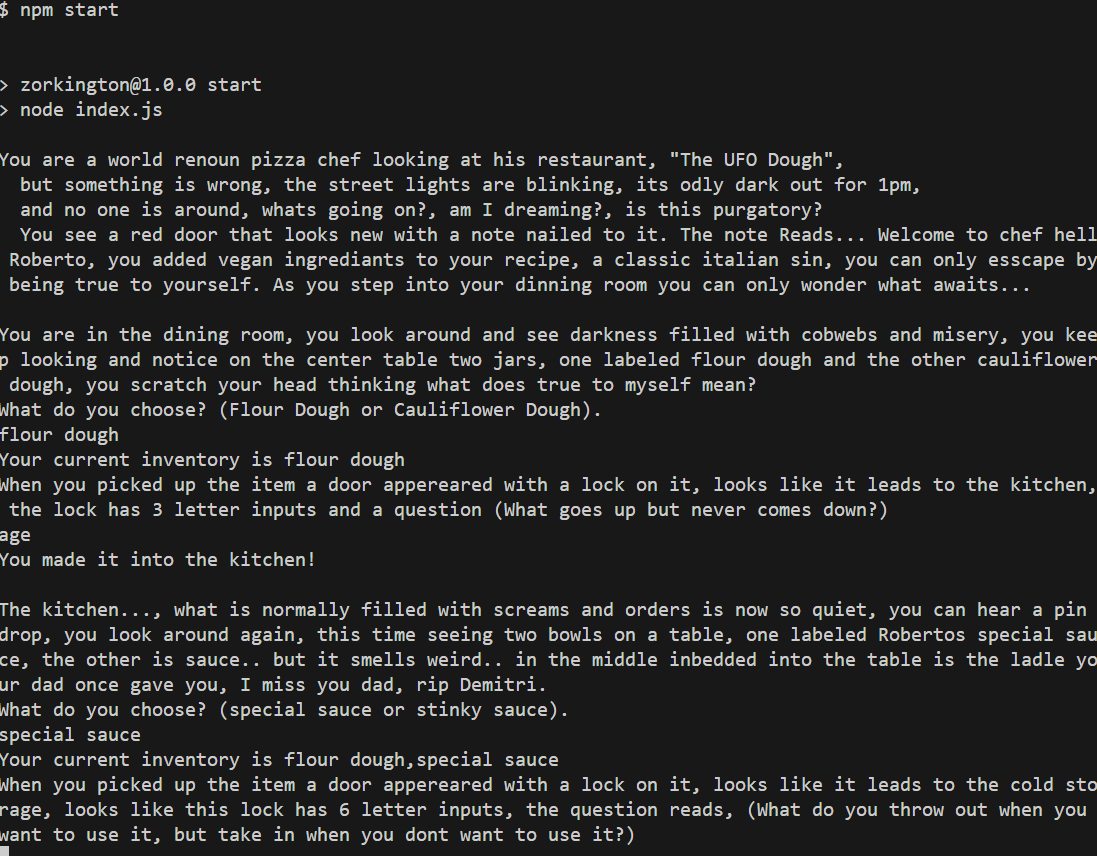 $ npm start
> zorkington@1.0.0 start
> node index.js
You are a world renoun pizza chef looking at his restaurant, "The UFO Dough",
but something is wrong, the street lights are blinking, its odly dark out for 1pm,
and no one is around, whats going on?, am I dreaming?, is this purgatory?
You see a red door that looks new with a note nailed to it. The note Reads... Welcome to chef hell
Roberto, you added vegan ingrediants to your recipe, a classic italian sin, you can only esscape by
being true to yourself. As you step into your dinning room you can only wonder what awaits...
You are in the dining room, you look around and see darkness filled with cobwebs and misery, you kee
p looking and notice on the center table two jars, one labeled flour dough and the other cauliflower
dough, you scratch your head thinking what does true to myself mean?
What do you choose? (Flour Dough or Cauliflower Dough).
flour dough
Your current inventory is flour dough
When you picked up the item a door appereared with a lock on it, looks like it leads to the kitchen,
the lock has 3 letter inputs and a question (What goes up but never comes down?)
age
You made it into the kitchen!
The kitchen..., what is normally filled with screams and orders is now so quiet, you can hear a pin
drop, you look around again, this time seeing two bowls on a table, one labeled Robertos special sau
ce, the other is sauce.. but it smells weird.. in the middle inbedded into the table is the ladle yo
ur dad once gave you, I miss you dad, rip Demitri.
What do you choose? (special sauce or stinky sauce).
special sauce
Your current inventory is flour dough,special sauce
When you picked up the item a door appereared with a lock on it, looks like it leads to the cold sto
rage, looks like this lock has 6 letter inputs, the question reads, (What do you throw out when you
want to use it, but take in when you dont want to use it?)